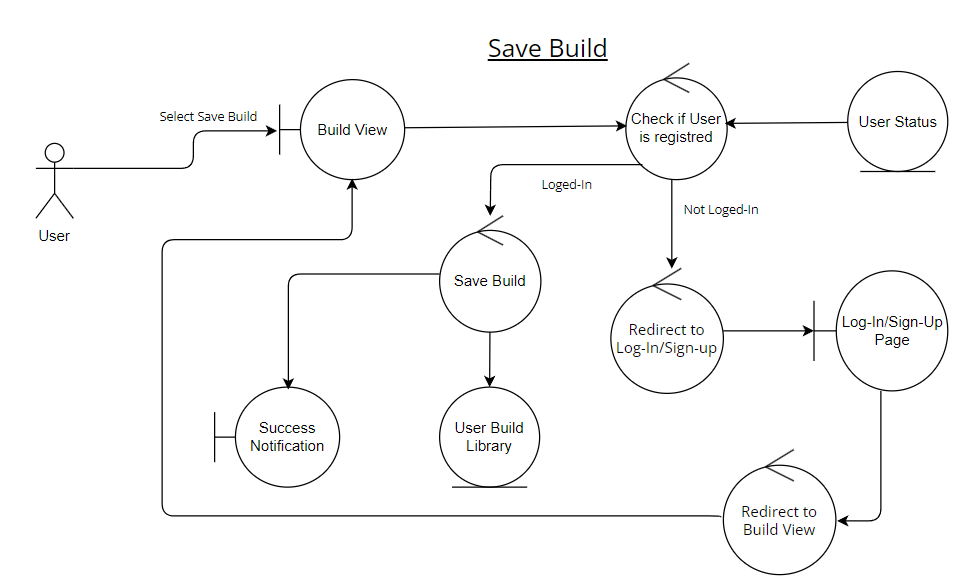 Save Build
Select Save Build
Build View
Check if User
is registred
User Status
User
Loged-In
Not Loged-In
Save Build
Redirect to
Log-In/Sign-up
Log-In/Sign-Up
Page
Success
Notification
User Build
Library
Redirect to
Build View